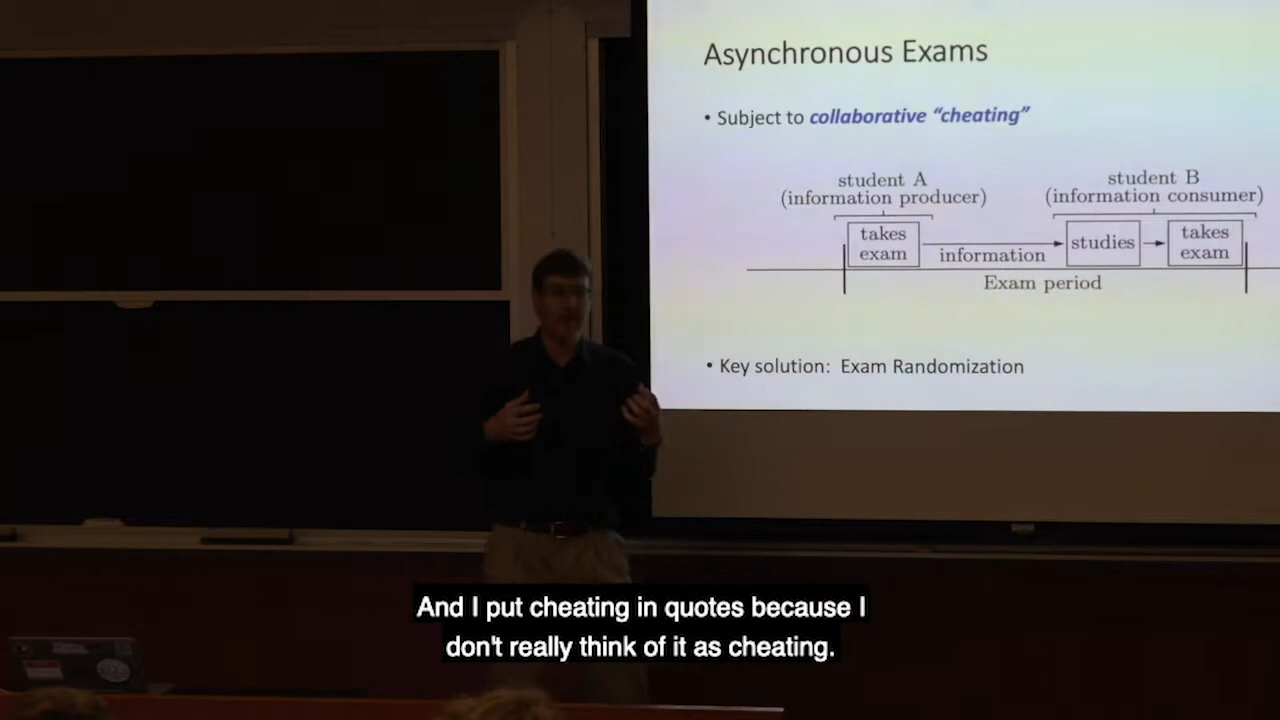 Asynchronous Exams
• Subject to collaborative “cheating”
student A
(information producer)
student B
(information consumer)
takes
exam
information
studies
takes
exam
Exam period
• Key solution: Exam Randomization
And I put cheating in quotes because I
don't really think of it as cheating.